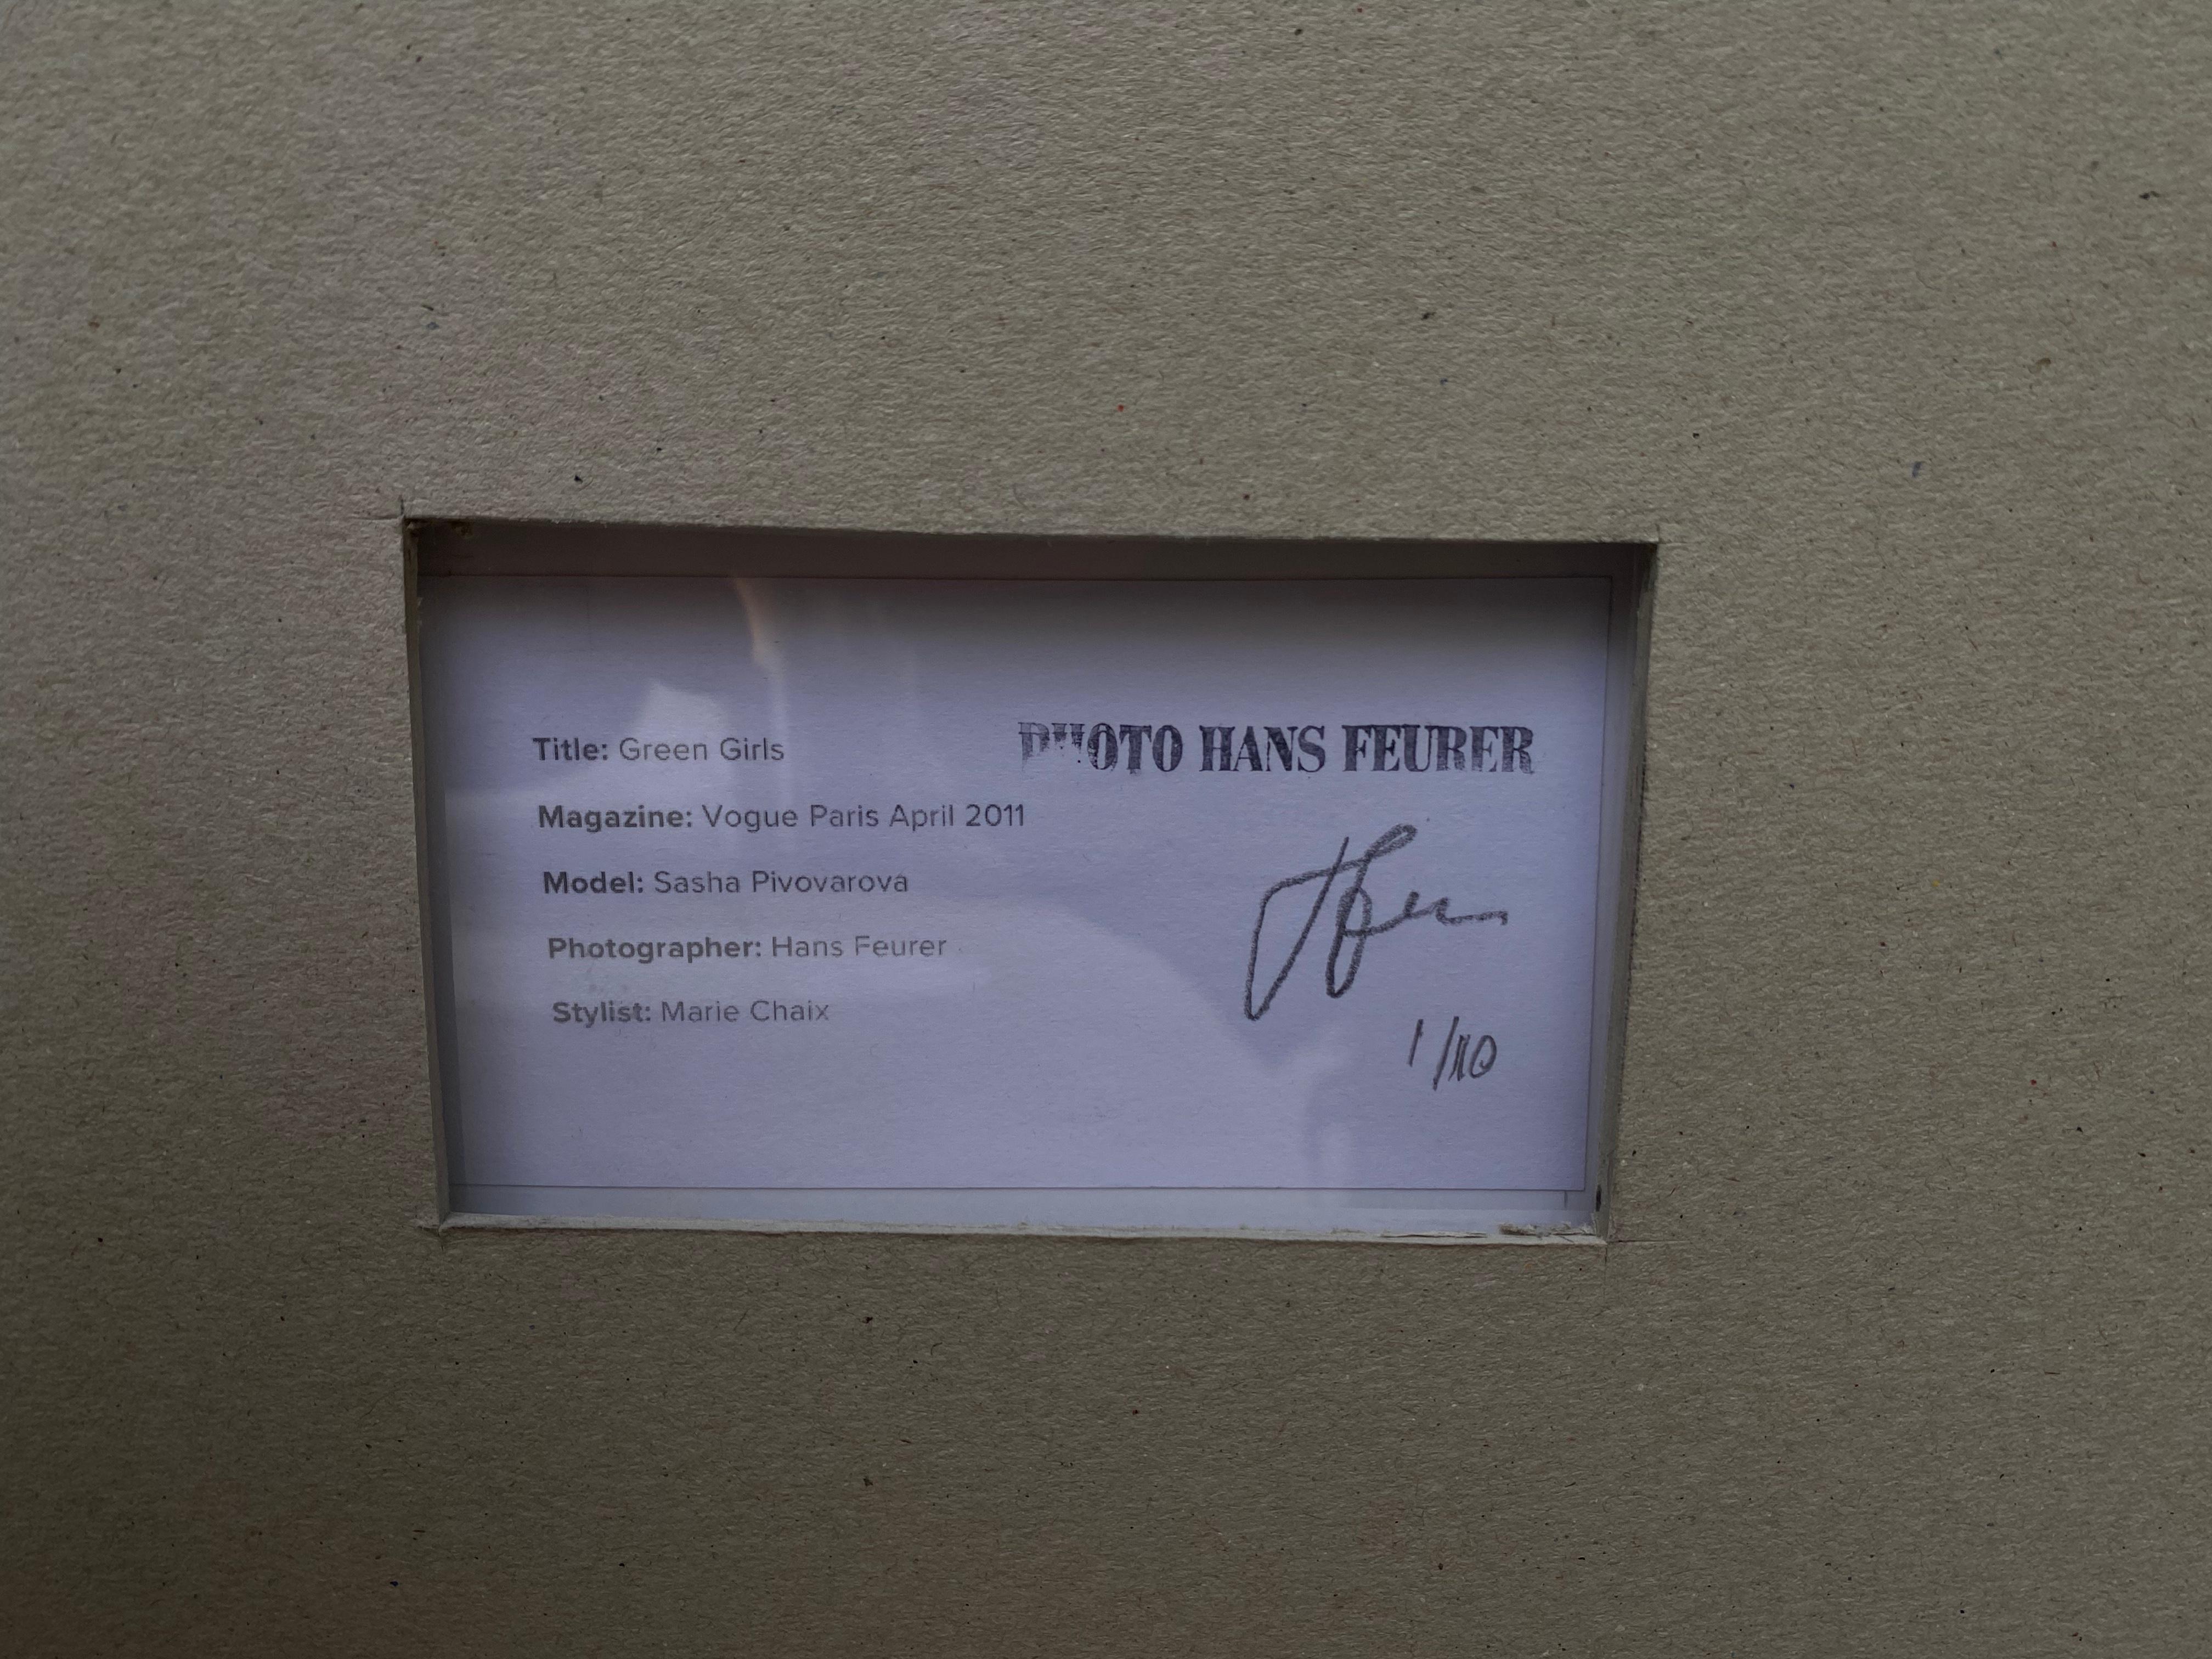 Title: Green Girls
Magazine: Vogue Paris April 2011
Model: Sasha Pivovarova
Photographer: Hans Feurer
Stylist: Marie Chaix
PHOTO HANS FEURER
1/10